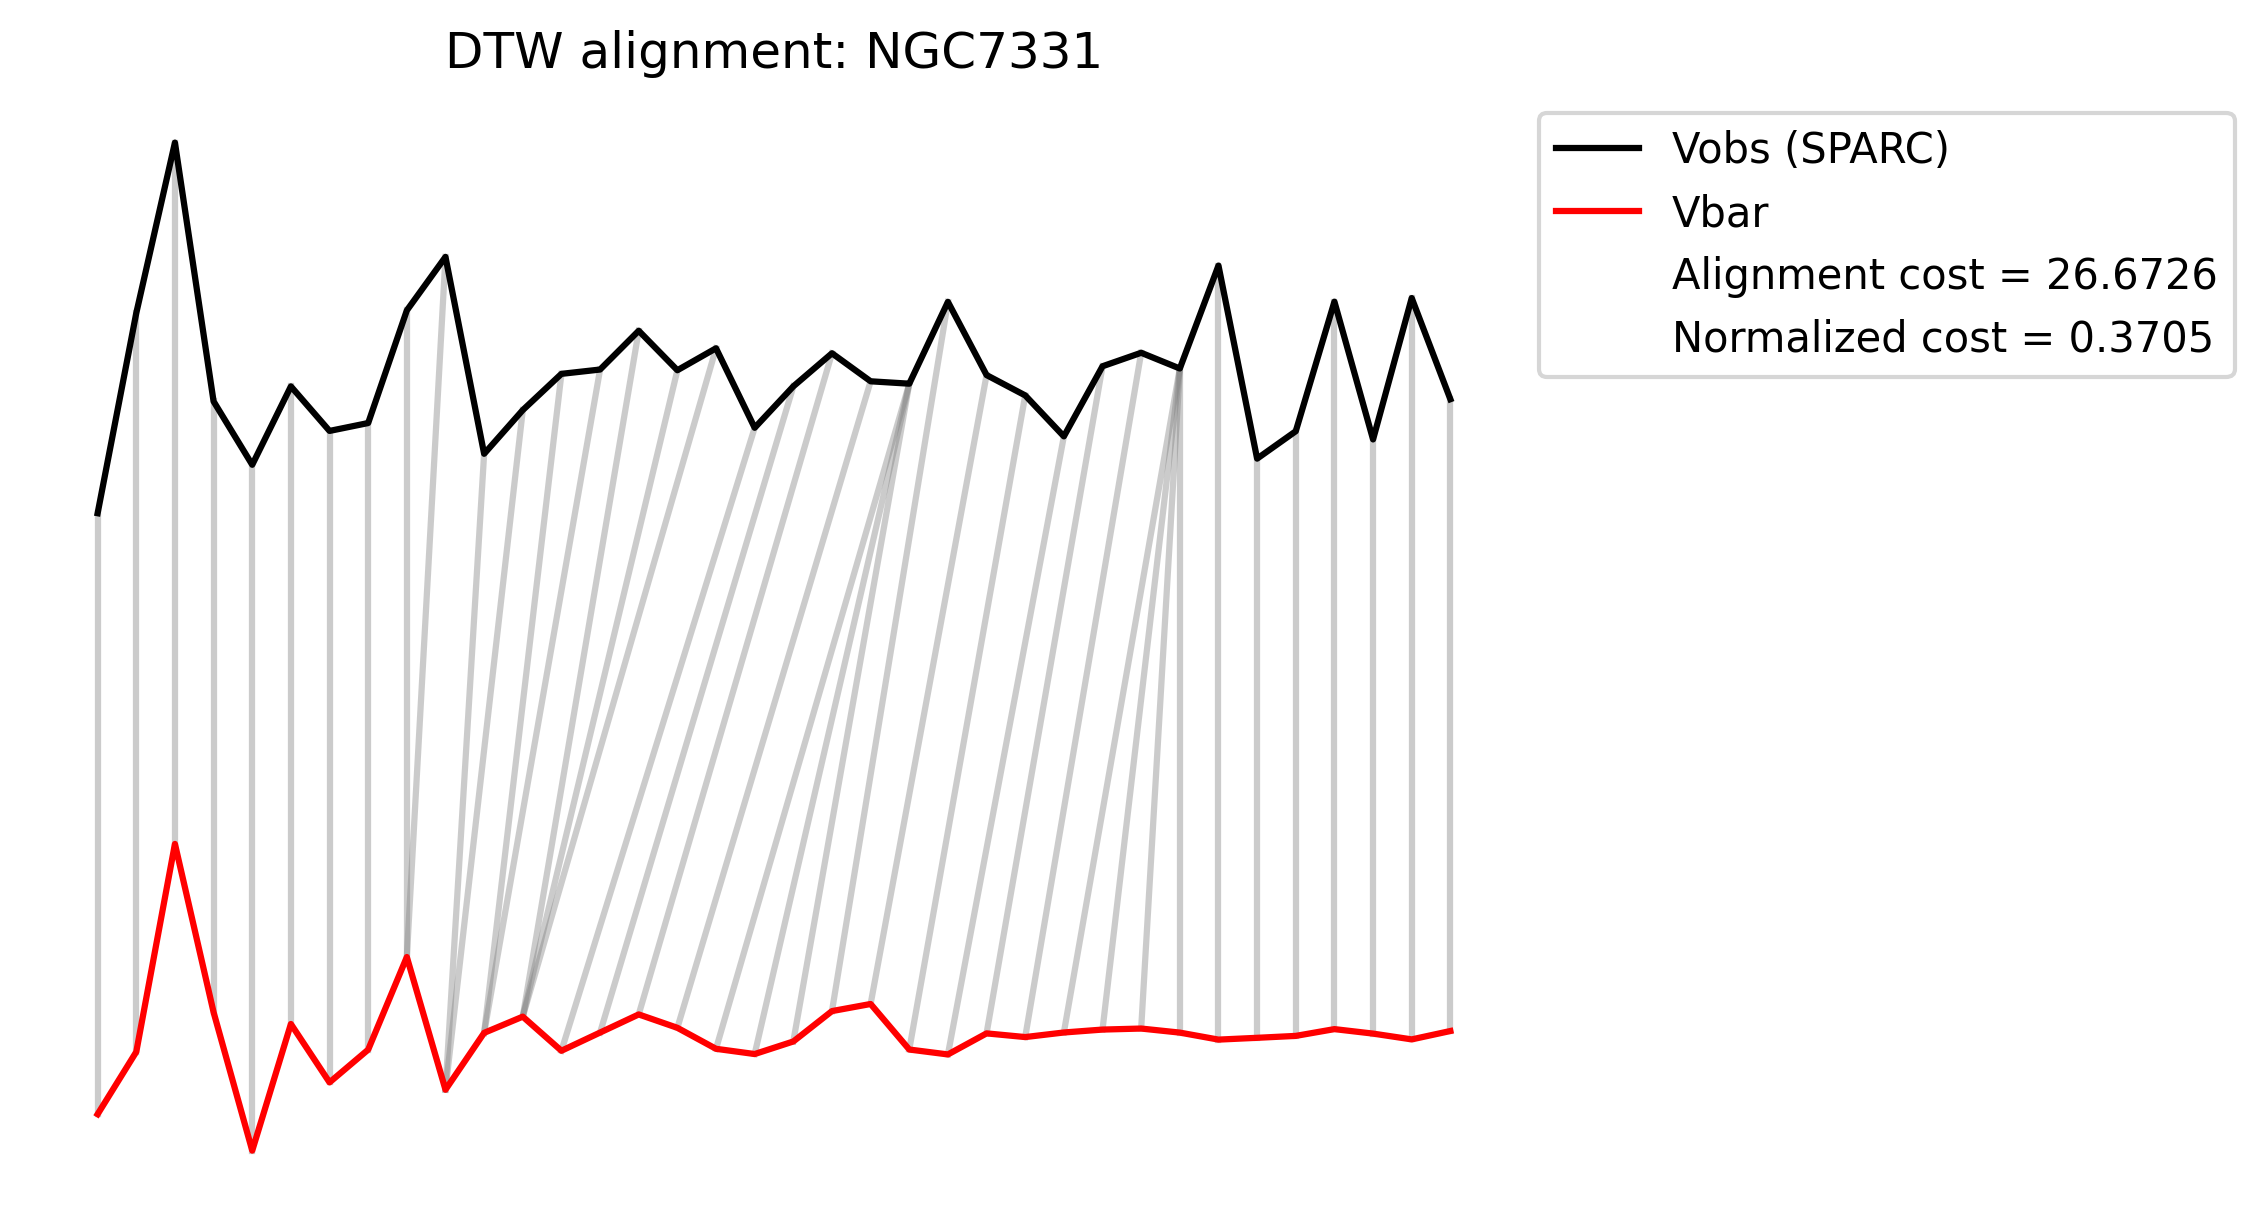 DTW alignment: NGC7331
Vobs (SPARC)
Vbar
Alignment cost = 26.6726
Normalized cost = 0.3705